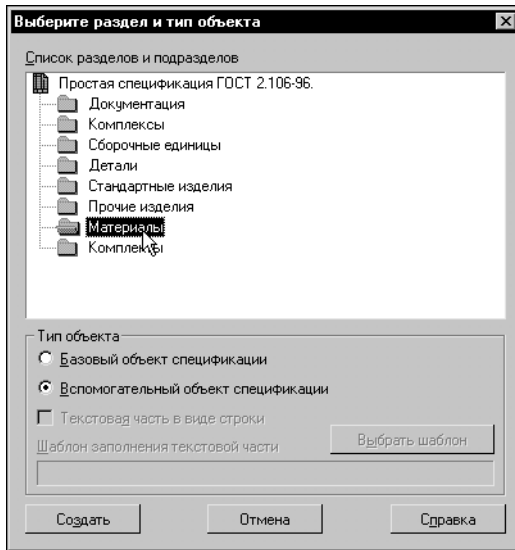 Выберите раздел и тип объекта
Список разделов и подразделов
Простая спецификация ГОСТ 2.106-96.
Документация
Комплексы
Сборочные единицы
Детали
Стандартные изделия
Прочие изделия
Материалы
Комплекты
Тип объекта
Базовый объект спецификации
Вспомогательный объект спецификации
Текстовая часть в виде строки
Шаблон заполнения текстовой части
Выбрать шаблон
Создать Отмена Справка